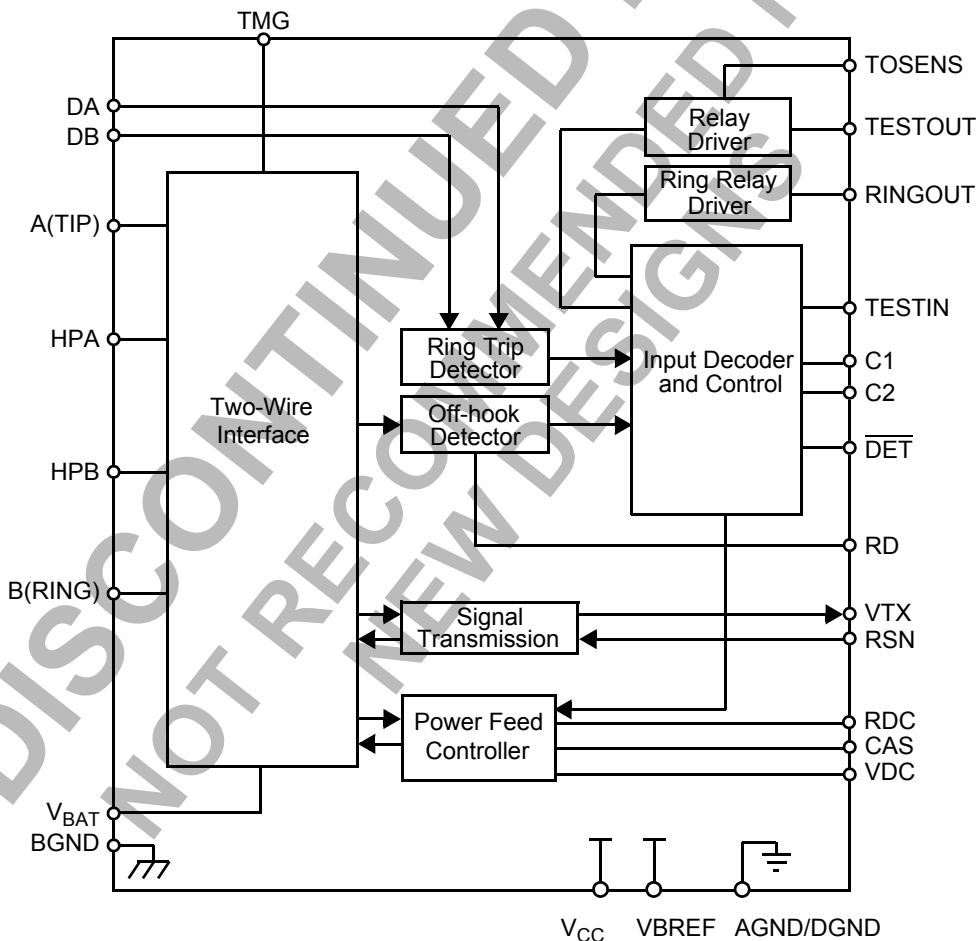 TMG
TOSENS
DA
DB
Relay
Driver
TESTOUT
Ring Relay
Driver
RINGOUT
A(TIP)
TESTIN
HPA
Ring Trip
Detector
Input Decoder
and Control
C1
C2
Two-Wire
Interface
Off-hook
Detector
DET
HPB
RD
B(RING)
Signal
Transmission
VTX
RSN
Power Feed
Controller
RDC
CAS
VDC
VBAT
BGND
VCC
VBREF
AGND/DGND
DISCONTINUED
NOT RECOMMENDED
NEW DESIGNS